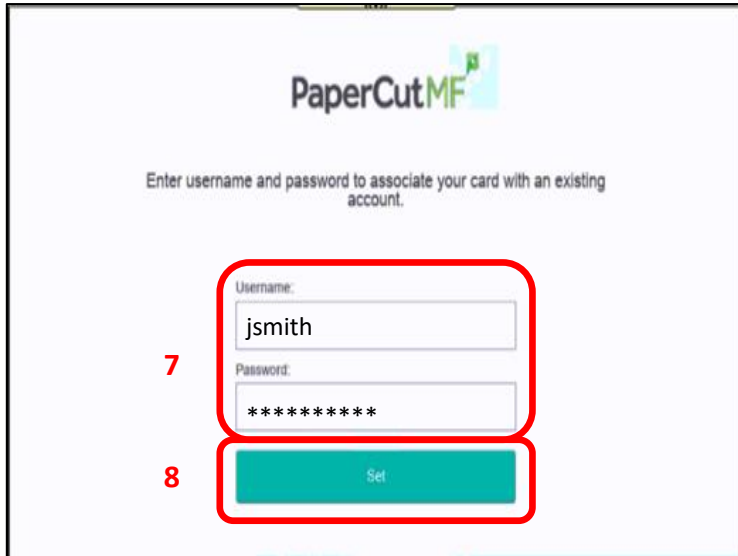 PaperCutMF
Enter username and password to associate your card with an existing
account.
Username:
jsmith
7
Password:
**********
8
Set